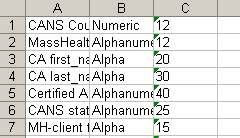 A B C
1 CANS Cou Numeric 12
2 MassHealt Alphanume 12
3 CA first_na Alpha 20
4 CA last_na Alpha 30
5 Certified A Alphanume 40
6 CANS stat Alphanume 25
7 MH-client f Alpha 15